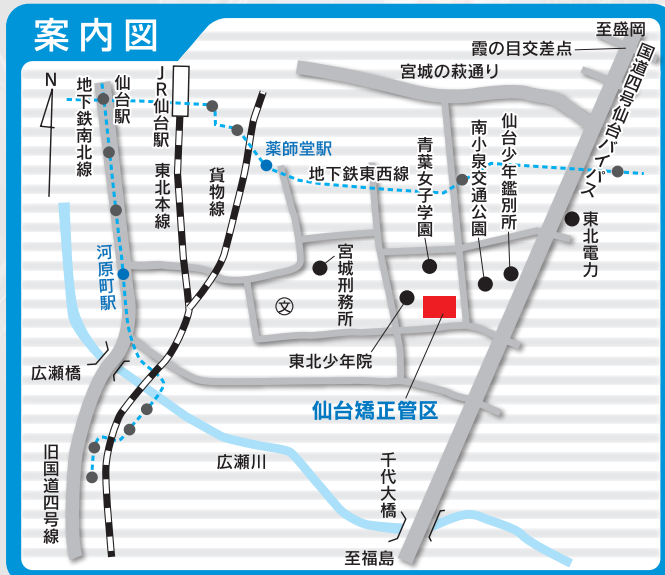 案内図
至盛岡
霞の目交差点
宮城の萩通り
国道四号仙台バイパス
N
地下鉄南北線
仙台駅
JR仙台駅
東北本線
貨物線
薬師堂駅
地下鉄東西線
青葉女子学園
南小泉交通公園
仙台少年鑑別所
東北電力
河原町駅
宮城刑務所
文
東北少年院
仙台矯正管区
広瀬橋
旧国道四号線
広瀬川
千代大橋
至福島